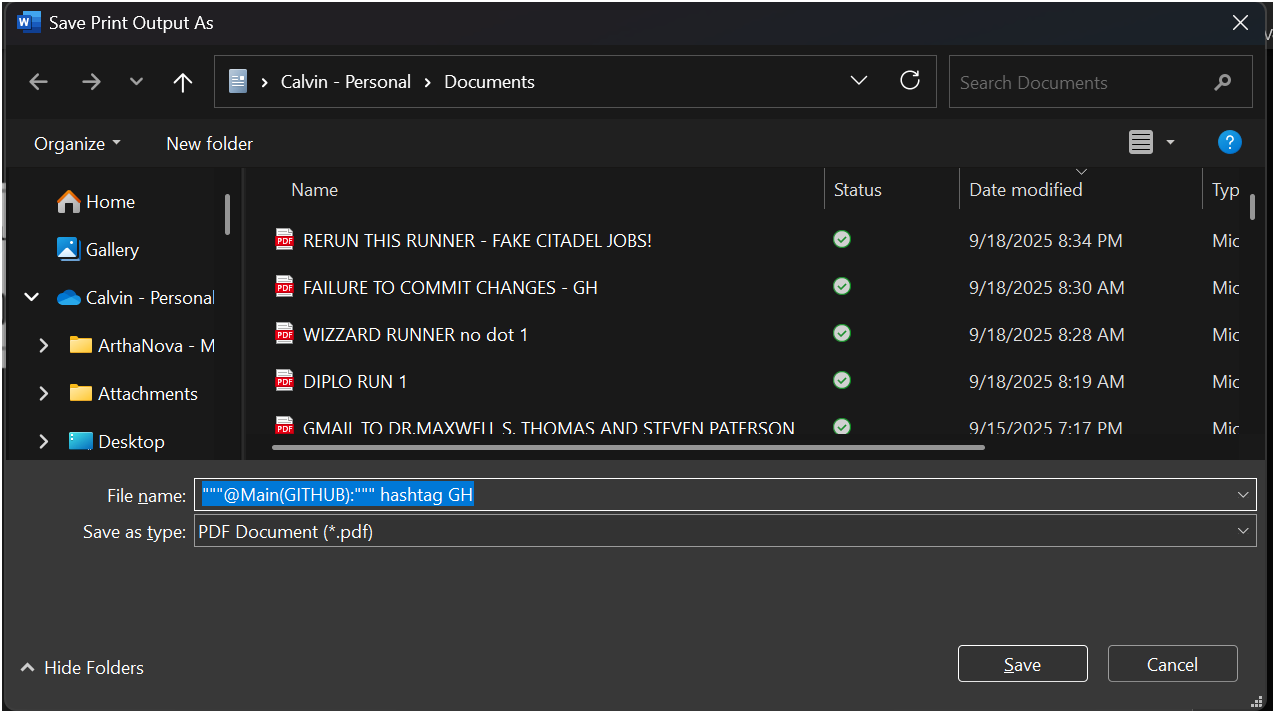 Save Print Output As
Calvin - Personal > Documents
Search Documents
Organize
New folder
?
Name Status Date modified Typ
Home
Gallery
Calvin - Personal
ArthaNova - M
Attachments
Desktop
PDF RERUN THIS RUNNER - FAKE CITADEL JOBS! 9/18/2025 8:34 PM Mic
PDF FAILURE TO COMMIT CHANGES - GH 9/18/2025 8:30 AM Mic
PDF WIZZARD RUNNER no dot 1 9/18/2025 8:28 AM Mic
PDF DIPLO RUN 1 9/18/2025 8:19 AM Mic
PDF GMAIL TO DR.MAXWELL S. THOMAS AND STEVEN PATERSON 9/15/2025 7:17 PM Mic
File name: """@Main(GITHUB):""" hashtag GH
Save as type: PDF Document (*.pdf)
Hide Folders
Save
Cancel